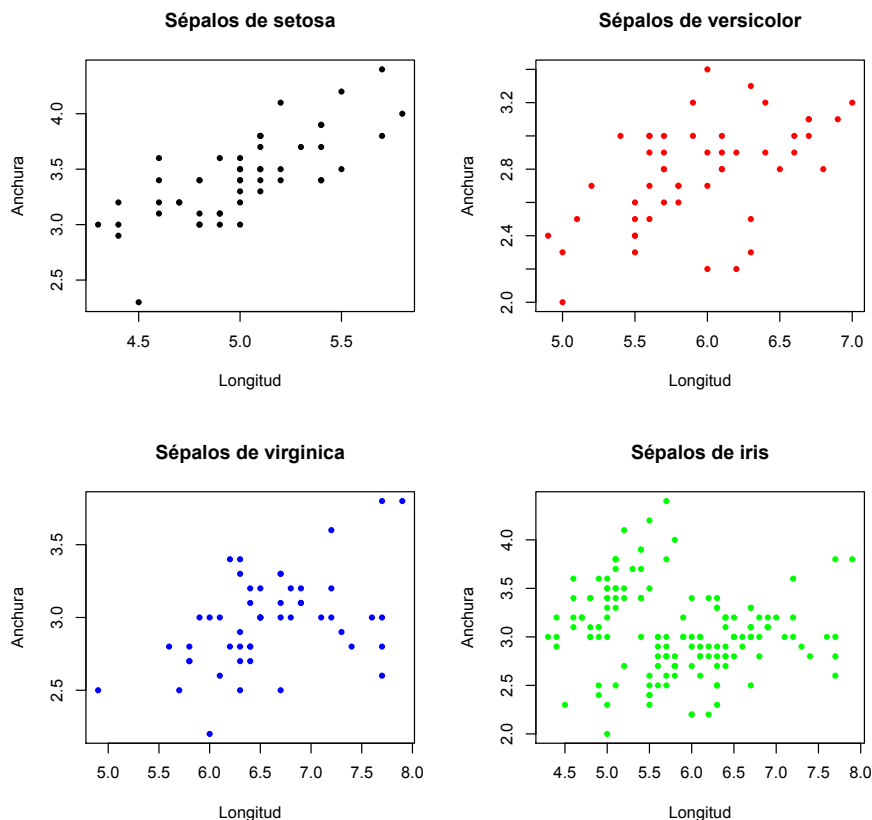 Sépalos de setosa
Anchura
4.0
3.5
3.0
2.5
4.5 5.0 5.5
Longitud
Sépalos de versicolor
Anchura
3.2
2.8
2.4
2.0
5.0 5.5 6.0 6.5 7.0
Longitud
Sépalos de virginica
Anchura
3.5
3.0
2.5
5.0 5.5 6.0 6.5 7.0 7.5 8.0
Longitud
Sépalos de iris
Anchura
4.0
3.5
3.0
2.5
2.0
4.5 5.0 5.5 6.0 6.5 7.0 7.5 8.0
Longitud